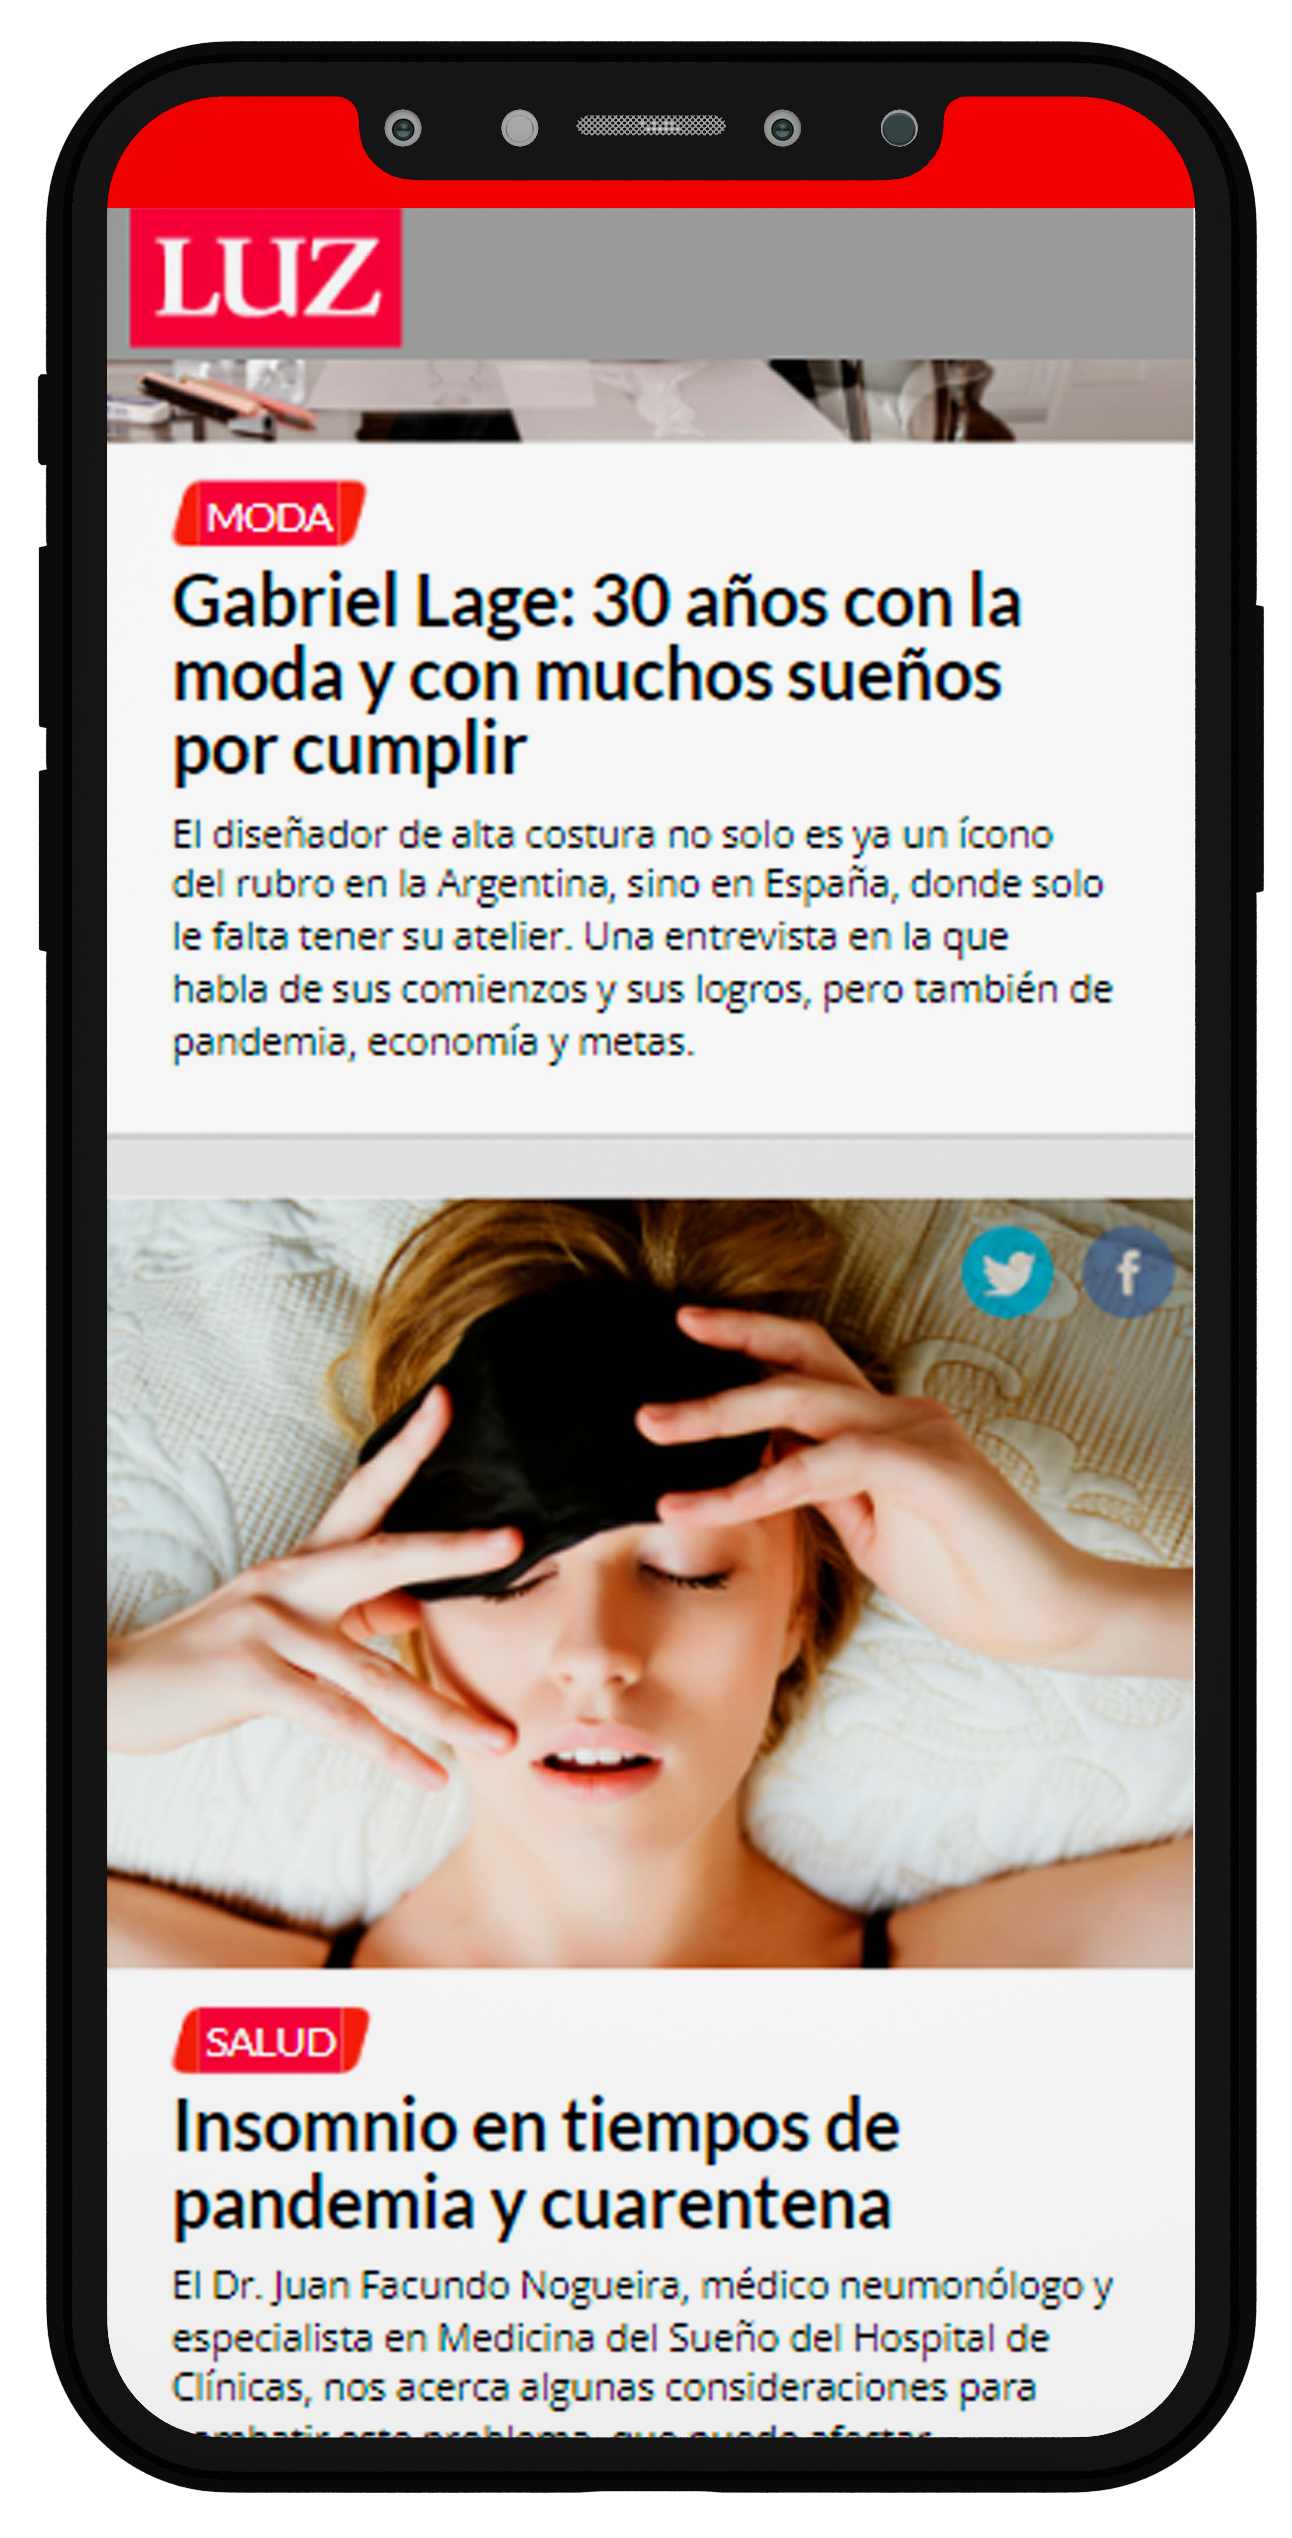 LUZ
MODA
Gabriel Lage: 30 años con la
moda y con muchos sueños
por cumplir
El diseñador de alta costura no solo es ya un ícono
del rubro en la Argentina, sino en España, donde solo
le falta tener su atelier. Una entrevista en la que
habla de sus comienzos y sus logros, pero también de
pandemia, economía y metas.
f
SALUD
Insomnio en tiempos de
pandemia y cuarentena
El Dr. Juan Facundo Nogueira, médico neumonólogo y
especialista en Medicina del Sueño del Hospital de
Clínicas, nos acerca algunas consideraciones para